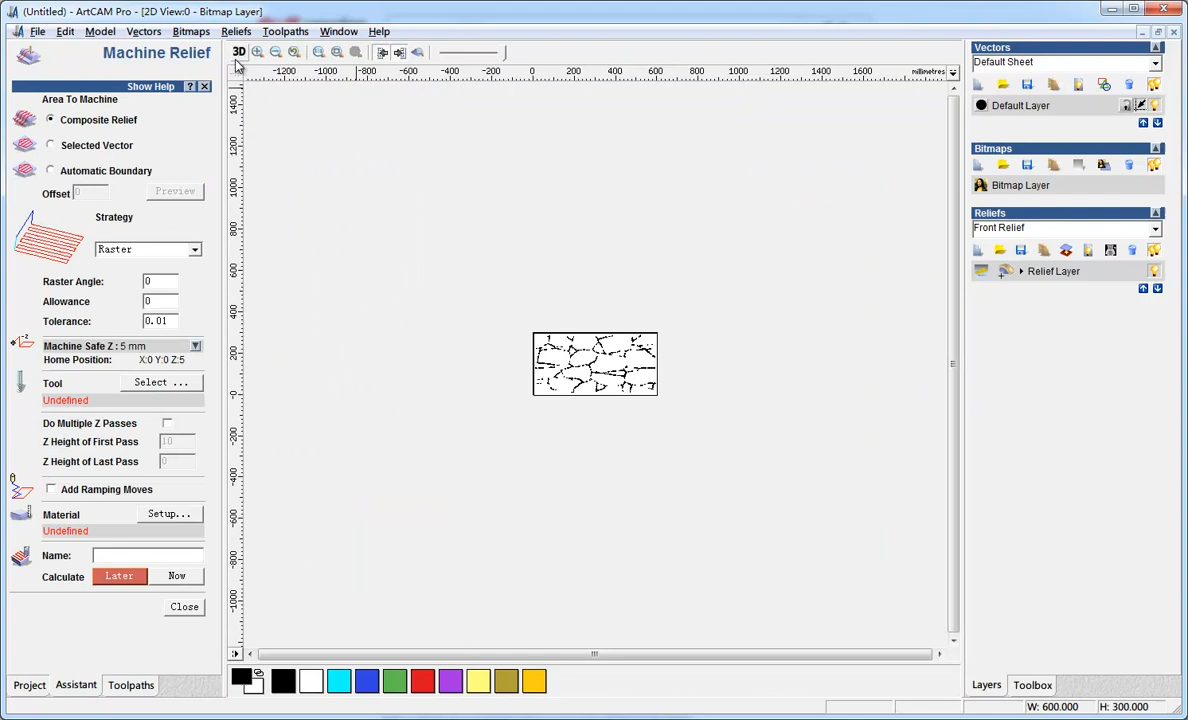 (Untitled) - ArtCAM Pro - [2D View:0 - Bitmap Layer]
File Edit Model Vectors Bitmaps Reliefs Toolpaths Window Help
Machine Relief
3D
Show Help ?
Area To Machine
Composite Relief
Selected Vector
Automatic Boundary
Offset 0 Preview
Strategy
Raster
Raster Angle: 0
Allowance 0
Tolerance: 0.01
Machine Safe Z : 5 mm
Home Position: X:0 Y:0 Z:5
Tool Select ...
Undefined
Do Multiple Z Passes
Z Height of First Pass 10
Z Height of Last Pass 0
Add Ramping Moves
Material Setup...
Undefined
Name:
Calculate Later Now
Close
Project Assistant Toolpaths
-1200 -1000 -800 -600 -400 -200 0 200 400 600 800 1000 1200 1400 1600 millimetres
1400
1200
1000
800
600
400
200
-0
-200
-400
-600
-800
-1000
Vectors
Default Sheet
Default Layer
Bitmaps
Bitmap Layer
Reliefs
Front Relief
Relief Layer
Layers Toolbox
W: 600.000 H: 300.000